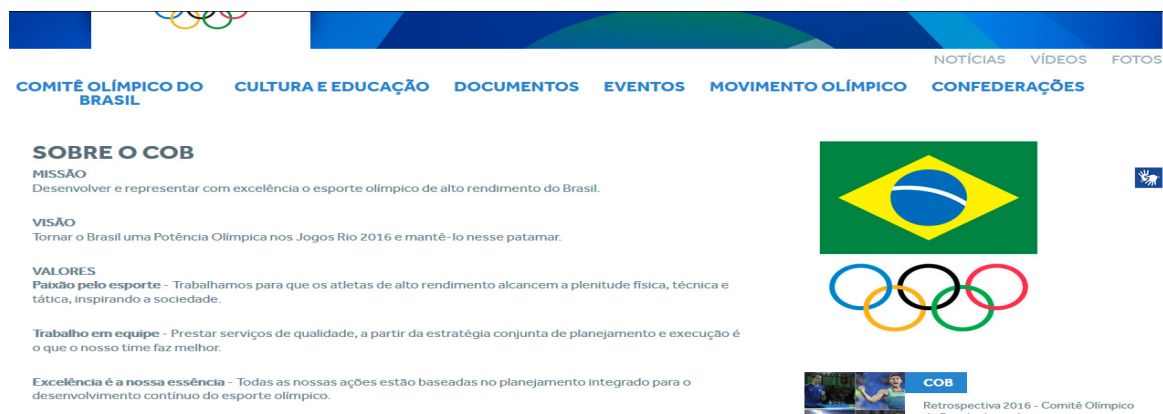 NOTÍCIAS VÍDEOS FOTOS
COMITÊ OLÍMPICO DO BRASIL CULTURA E EDUCAÇÃO DOCUMENTOS EVENTOS MOVIMENTO OLÍMPICO CONFEDERAÇÕES
SOBRE O COB
MISSÃO
Desenvolver e representar com excelência o esporte olímpico de alto rendimento do Brasil.
VISÃO
Tornar o Brasil uma Potência Olímpica nos Jogos Rio 2016 e mantê-lo nesse patamar.
VALORES
Paixão pelo esporte - Trabalhamos para que os atletas de alto rendimento alcancem a plenitude física, técnica e
tática, inspirando a sociedade.
Trabalho em equipe - Prestar serviços de qualidade, a partir da estratégia conjunta de planejamento e execução é
o que o nosso time faz melhor.
Excelência é a nossa essência - Todas as nossas ações estão baseadas no planejamento integrado para o
desenvolvimento contínuo do esporte olímpico.
COB
Retrospectiva 2016 - Comitê Olímpico